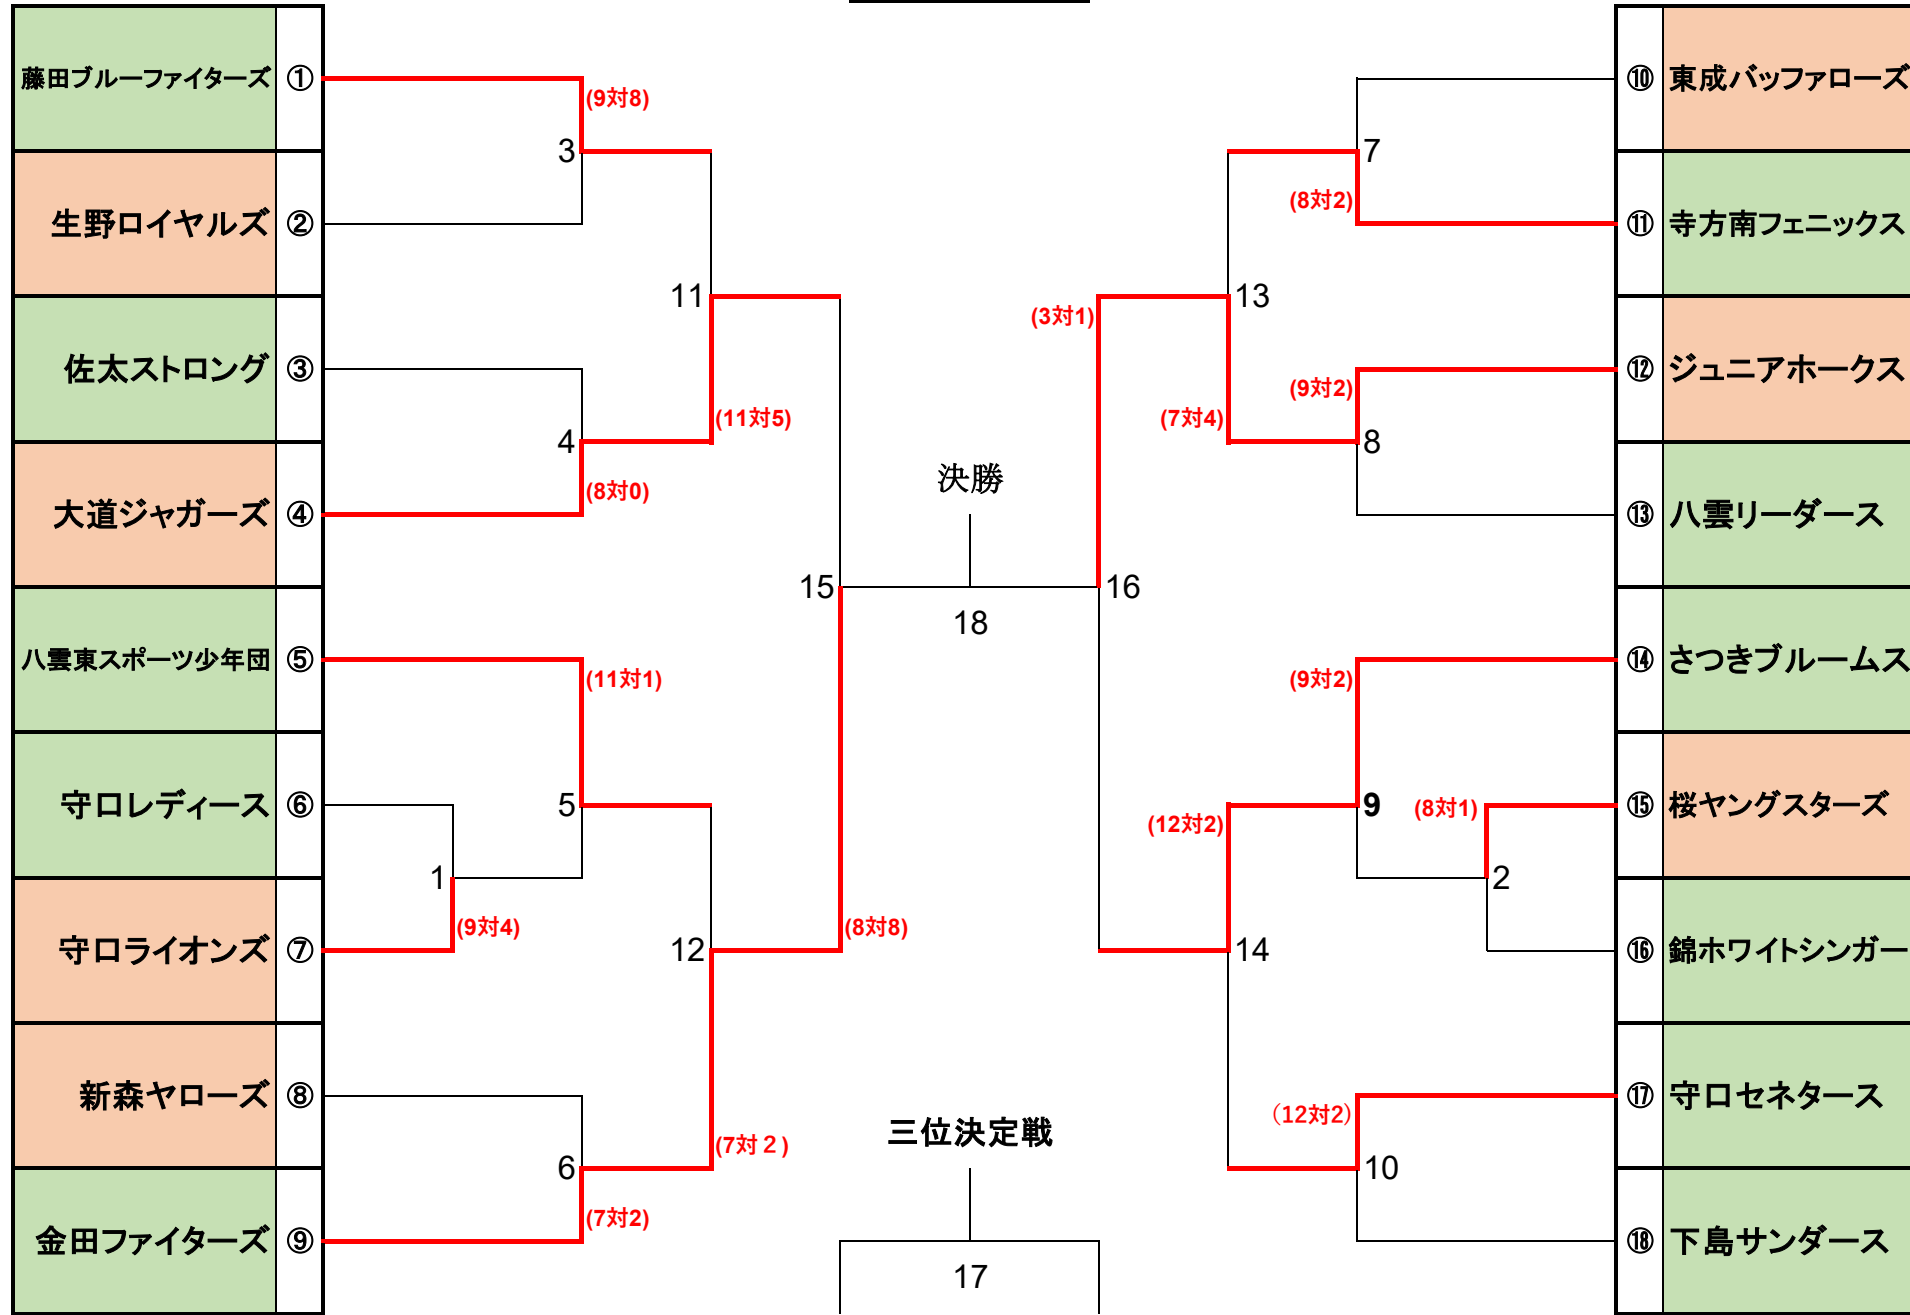 藤田ブルーファイターズ ①
生野ロイヤルズ ②
佐太ストロング ③
大道ジャガーズ ④
八雲東スポーツ少年団 ⑤
守口レディース ⑥
守口ライオンズ ⑦
新森ヤローズ ⑧
金田ファイターズ ⑨
(9対8)
3
11
(11対5)
4
(8対0)
15
(11対1)
5
1
(9対4)
12
(8対8)
(7対２)
6
(7対2)
決勝
18
三位決定戦
17
7
(8対2)
13
(3対1)
(9対2)
(7対4)
8
16
(9対2)
9
(8対1)
(12対2)
2
14
(12対2)
10
⑩ 東成バッファローズ
⑪ 寺方南フェニックス
⑫ ジュニアホークス
⑬ 八雲リーダース
⑭ さつきブルームス
⑮ 桜ヤングスターズ
⑯ 錦ホワイトシンガー
⑰ 守口セネタース
⑱ 下島サンダース